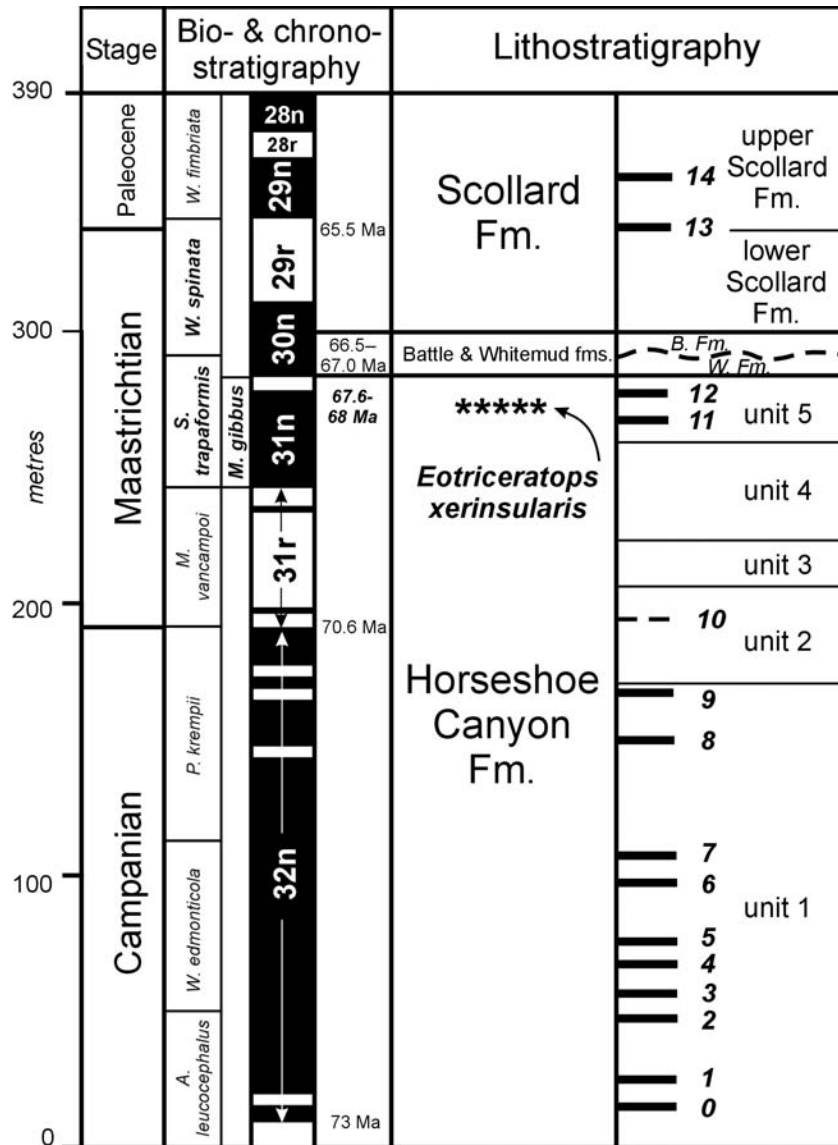 Stage
Bio- & chrono-
stratigraphy
Lithostratigraphy
390
300
metres
200
100
0
Paleocene
Maastrichtian
Campanian
W. fimbriata
W. spinata
S.
trapaformis
M. gibbus
M.
vancampoi
P. krempii
W. edmonticola
A.
leucocephalus
28n
28r
29n
29r
30n
31n
31r
32n
65.5 Ma
66.5–
67.0 Ma
67.6-
68 Ma
70.6 Ma
73 Ma
Scollard
Fm.
Battle & Whitemud fms.
*****
Eotriceratops
xerinsularis
Horseshoe
Canyon
Fm.
14
13
B. Fm.
W. Fm.
12
11
10
9
8
7
6
5
4
3
2
1
0
upper
Scollard
Fm.
lower
Scollard
Fm.
unit 5
unit 4
unit 3
unit 2
unit 1